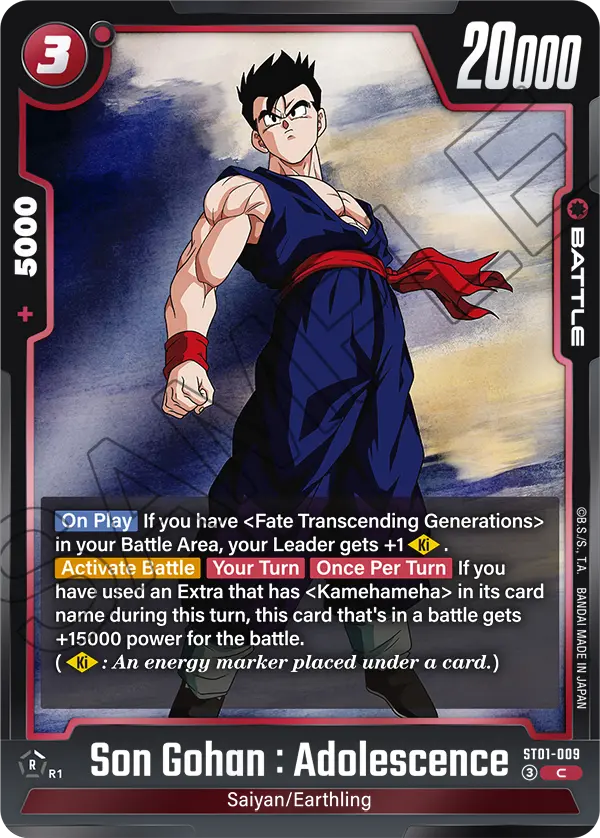 3
20000
+ 5000
BATTLE
SAMPLE
On Play If you have <Fate Transcending Generations>
in your Battle Area, your Leader gets +1 Ki .
Activate Battle Your Turn Once Per Turn If you
have used an Extra that has <Kamehameha> in its card
name during this turn, this card that's in a battle gets
+15000 power for the battle.
( Ki : An energy marker placed under a card.)
©B.S./S., T.A. BANDAI MADE IN JAPAN
R R1
Son Gohan : Adolescence
ST01-009
3 C
Saiyan/Earthling